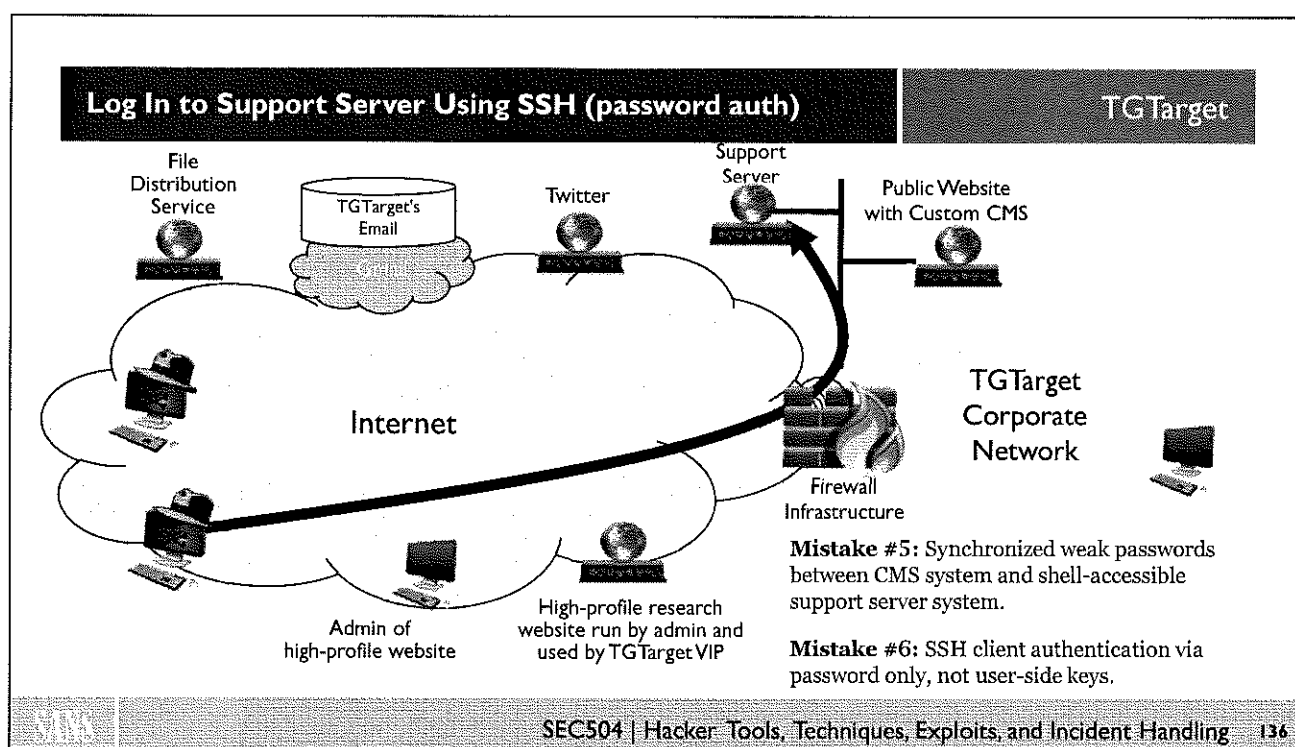 Log In to Support Server Using SSH (password auth)
TGTarget
File
Distribution
Service
TGTarget's
Email
Twitter
Support
Server
Public Website
with Custom CMS
Internet
TGTarget
Corporate
Network
Firewall
Infrastructure
Admin of
high-profile website
High-profile research
website run by admin and
used by TGTarget VIP
Mistake #5: Synchronized weak passwords
between CMS system and shell-accessible
support server system.
Mistake #6: SSH client authentication via
password only, not user-side keys.
SANS
SEC504 | Hacker Tools, Techniques, Exploits, and Incident Handling 136